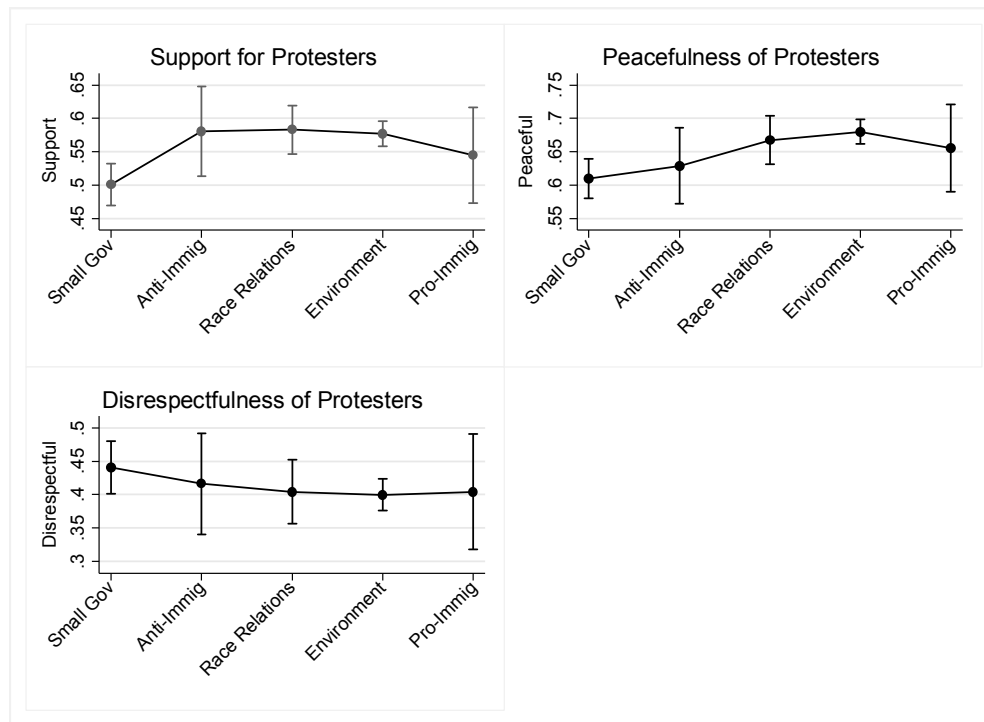 Support for Protesters
Support
.65
.6
.55
.5
.45
Small Gov
Anti-Immig
Race Relations
Environment
Pro-Immig
Peacefulness of Protesters
Peaceful
.75
.7
.65
.6
.55
Small Gov
Anti-Immig
Race Relations
Environment
Pro-Immig
Disrespectfulness of Protesters
Disrespectful
.5
.45
.4
.35
.3
Small Gov
Anti-Immig
Race Relations
Environment
Pro-Immig